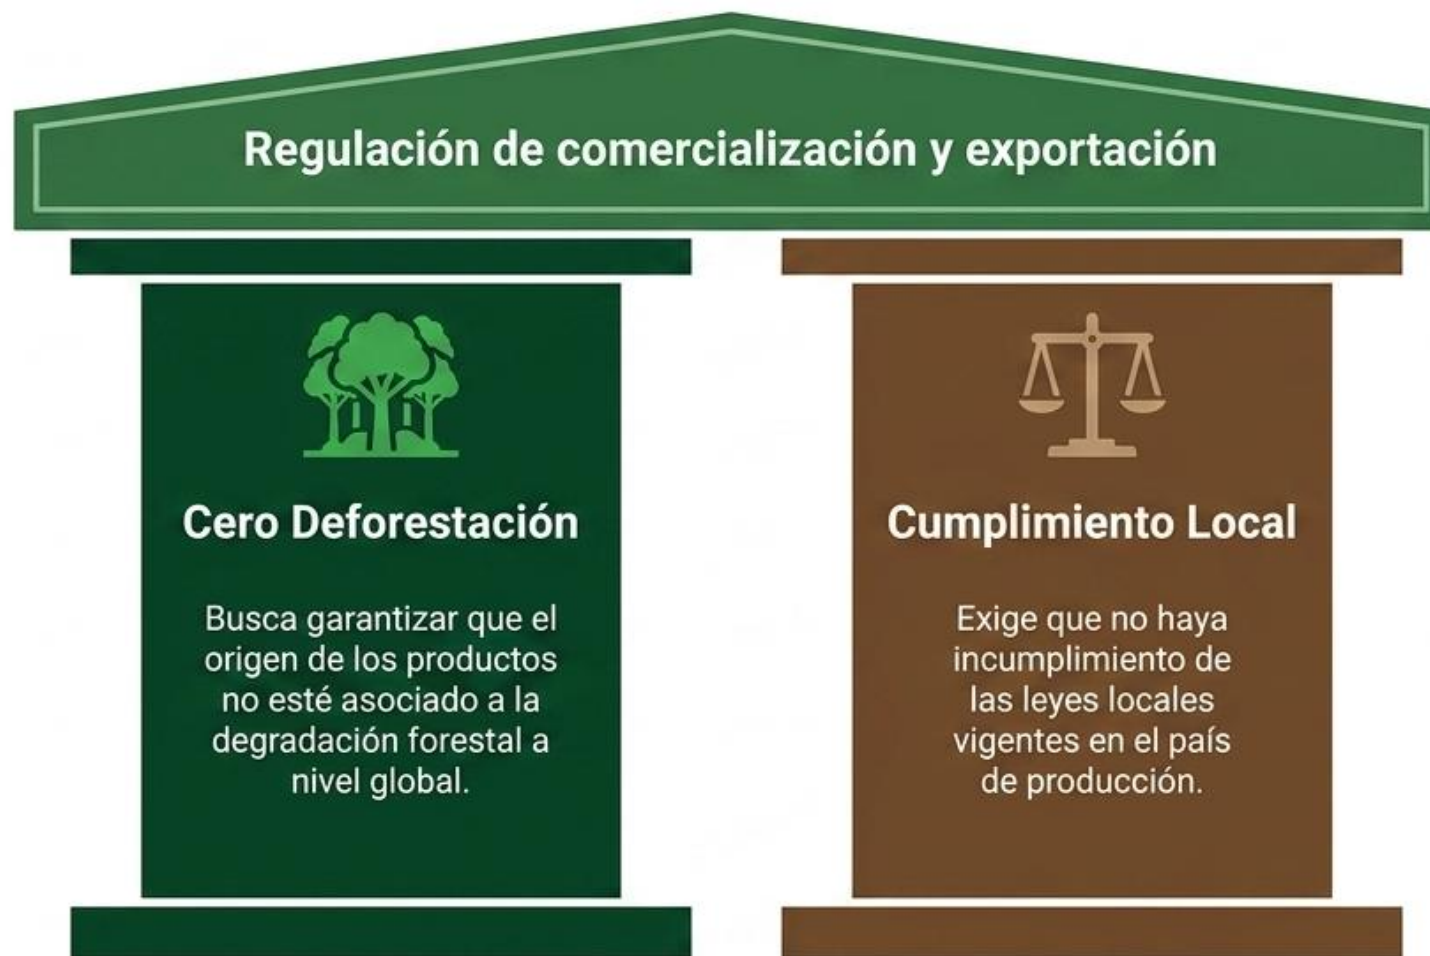 Regulación de comercialización y exportación
Cero Deforestación
Busca garantizar que el
origen de los productos
no esté asociado a la
degradación forestal a
nivel global.
Cumplimiento Local
Exige que no haya
incumplimiento de
las leyes locales
vigentes en el país
de producción.